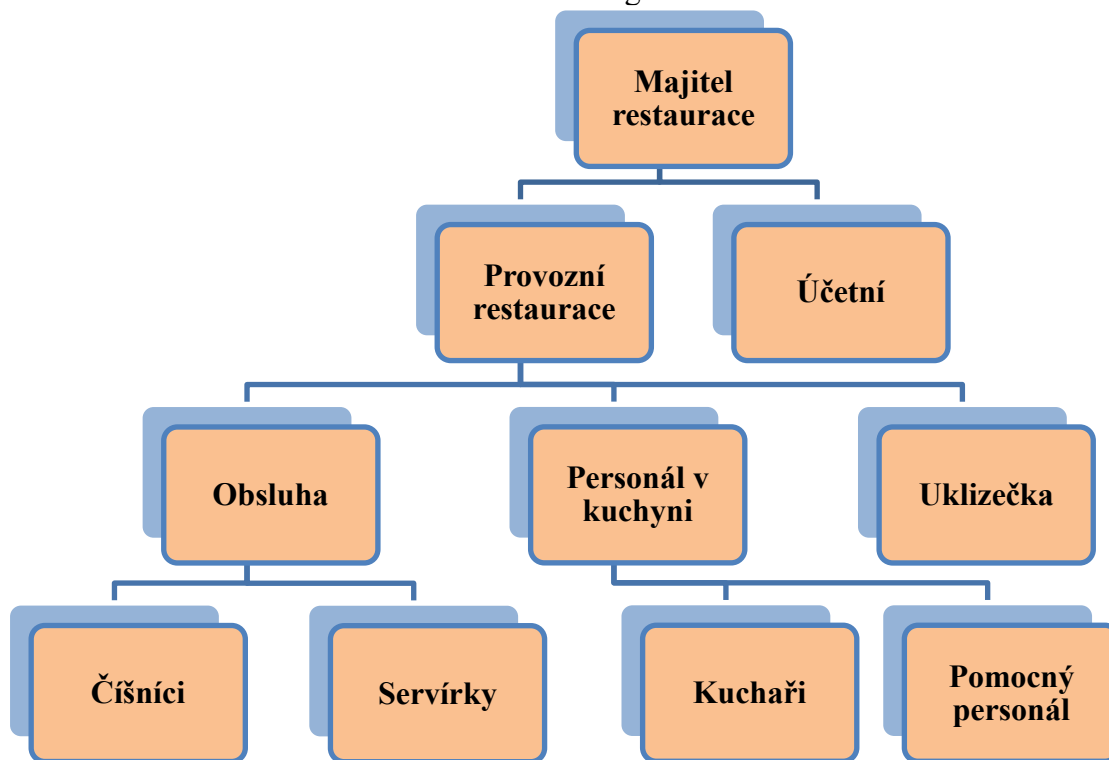 Majitel
restaurace
Provozní
restaurace
Účetní
Obsluha
Personál v
kuchyni
Uklizečka
Číšníci
Servírky
Kuchaři
Pomocný
personál